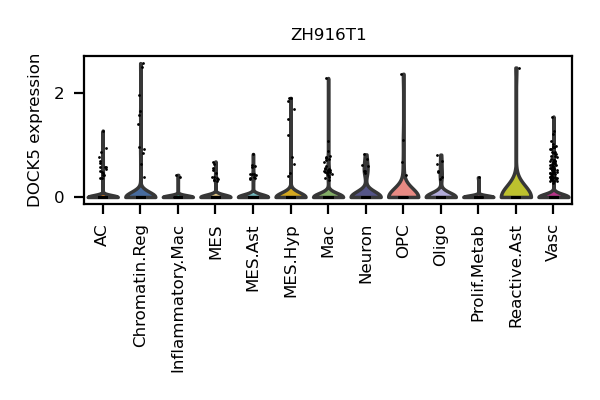 ZH916T1
DOCK5 expression
2
0
AC
Chromatin.Reg
Inflammatory.Mac
MES
MES.Ast
MES.Hyp
Mac
Neuron
OPC
Oligo
Prolif.Metab
Reactive.Ast
Vasc